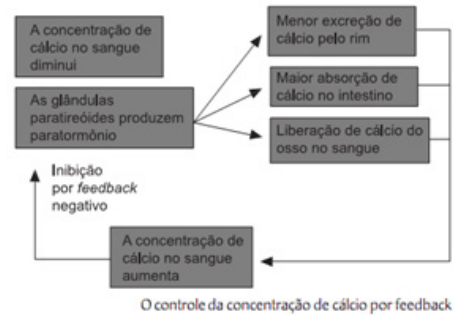 A concentração de
cálcio no sangue
diminui
As glândulas
paratireóides produzem
paratormônio
Menor excreção de
cálcio pelo rim
Maior absorção de
cálcio no intestino
Liberação de cálcio do
osso no sangue
Inibição
por feedback
negativo
A concentração de
cálcio no sangue
aumenta
O controle da concentração de cálcio por feedback